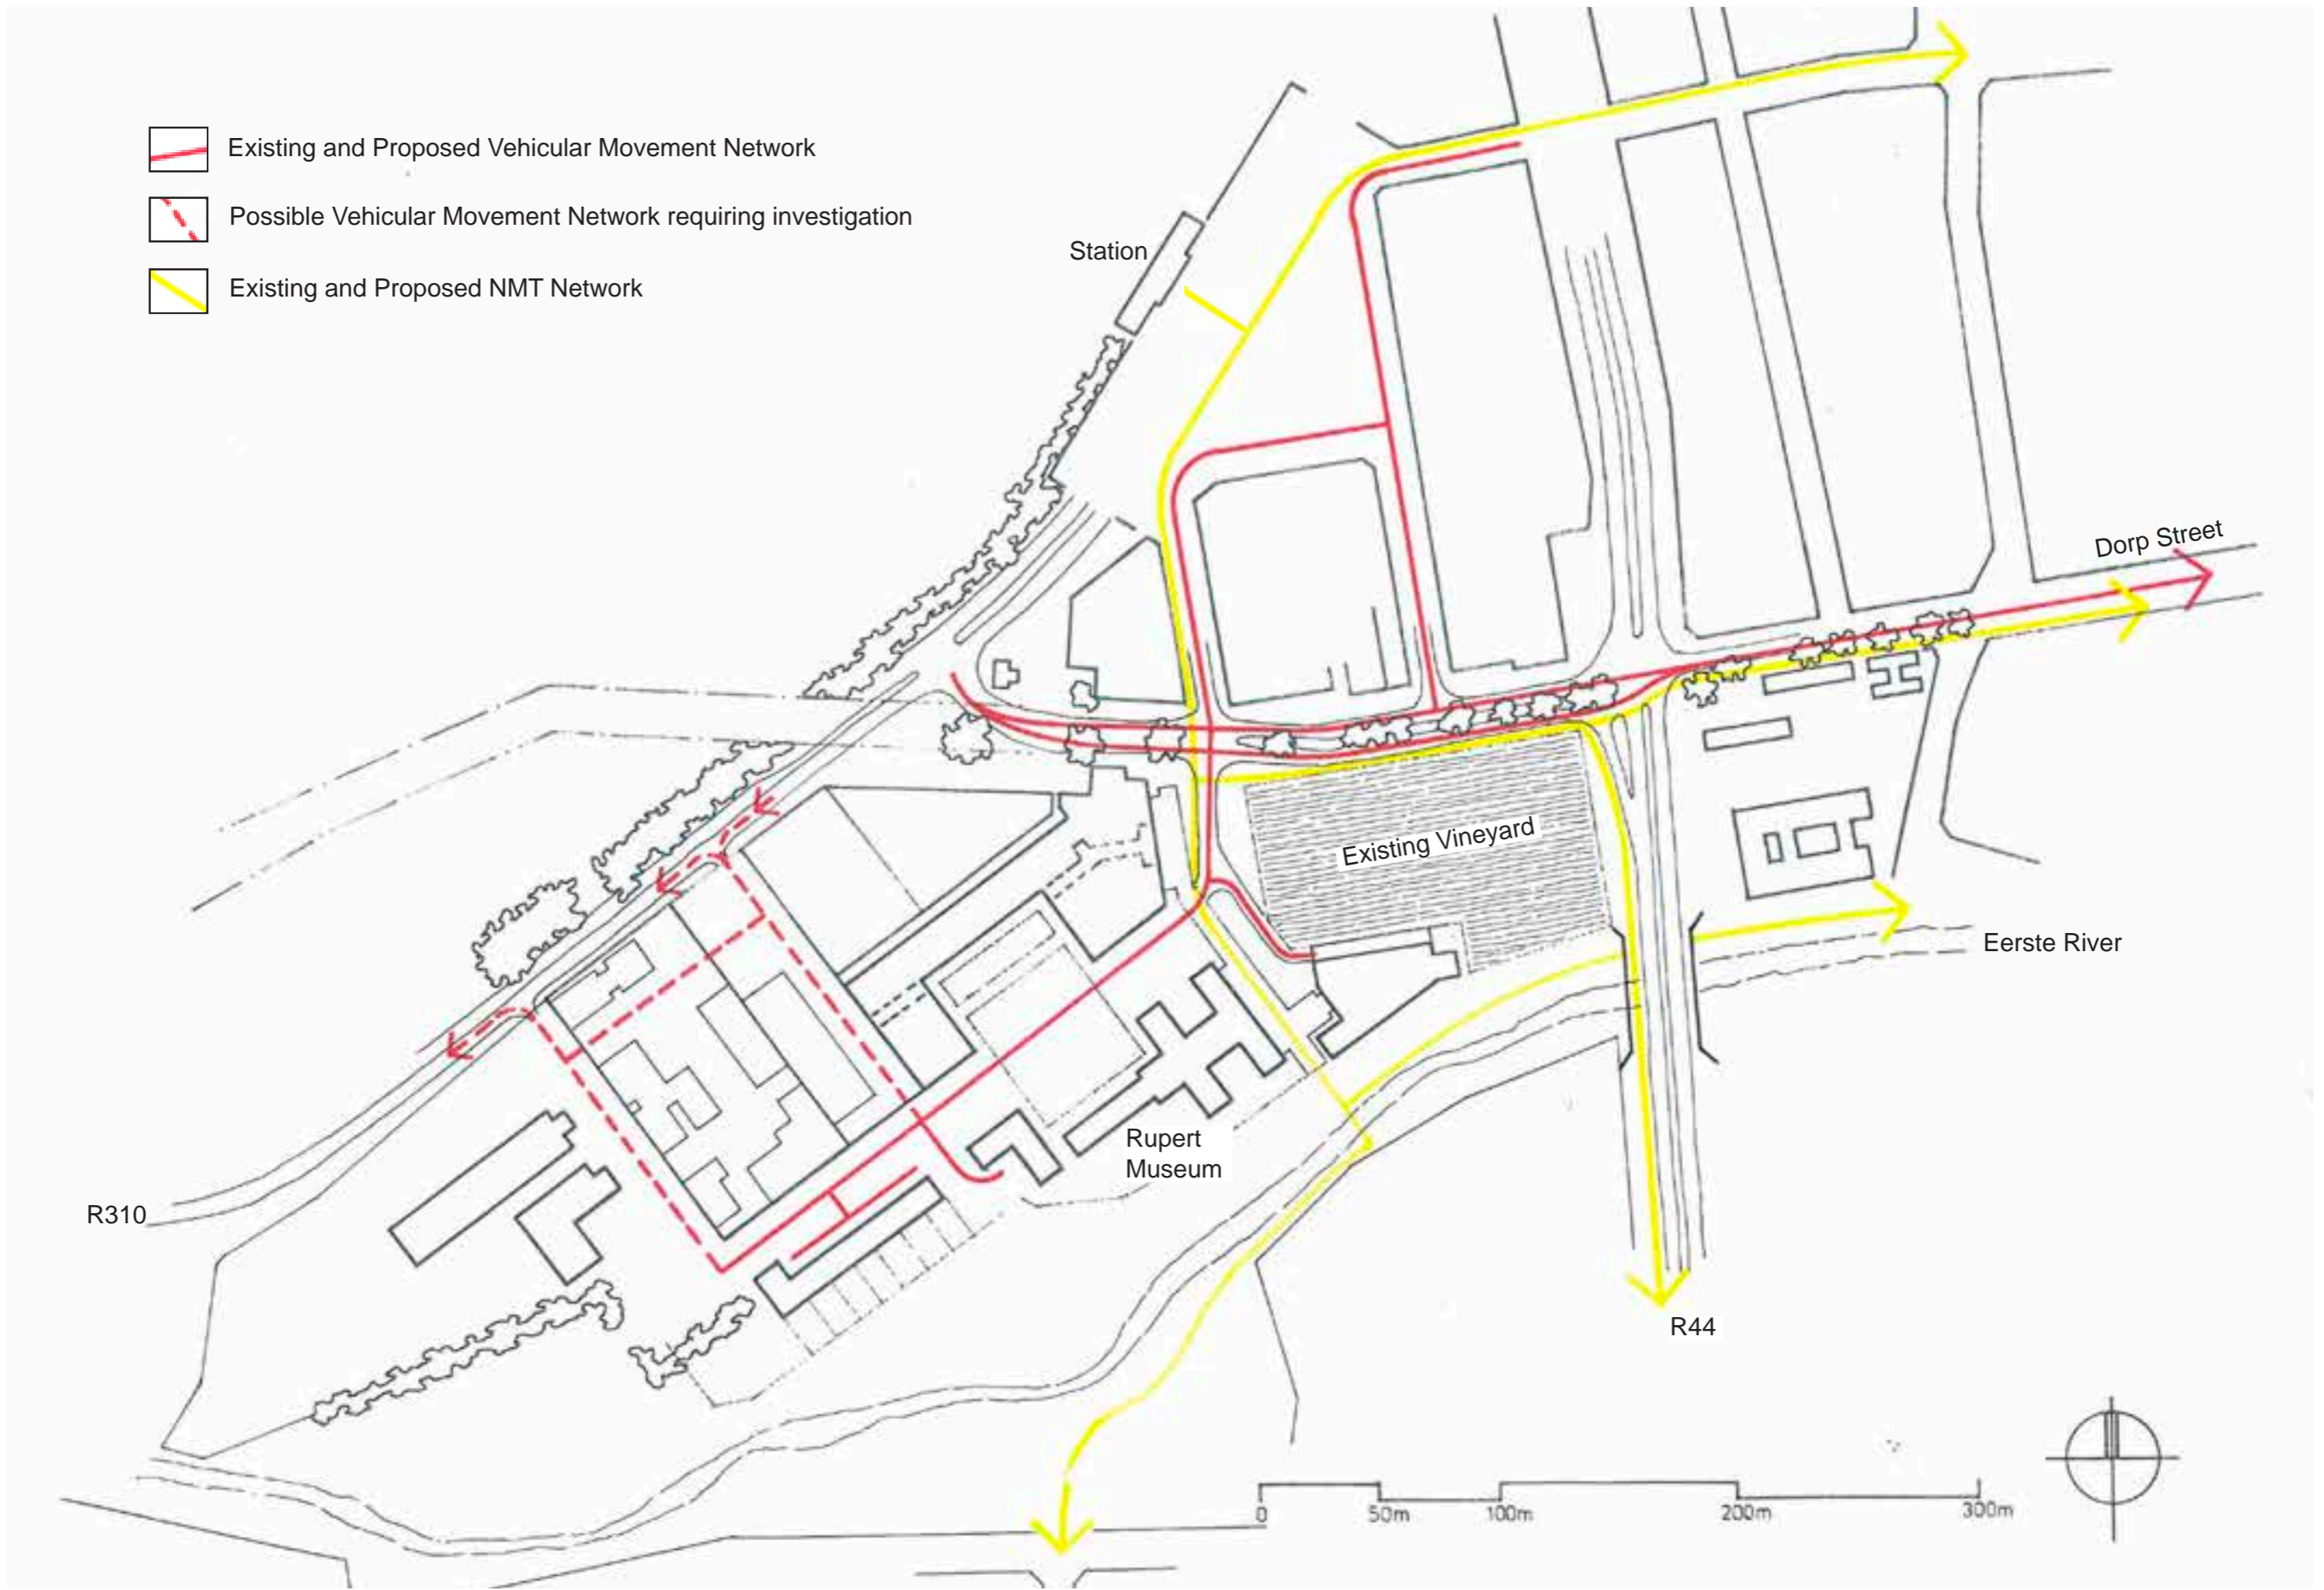 Existing and Proposed Vehicular Movement Network
Possible Vehicular Movement Network requiring investigation
Existing and Proposed NMT Network
Station
Dorp Street
Existing Vineyard
Eerste River
Rupert
Museum
R310
R44
0 50m 100m 200m 300m